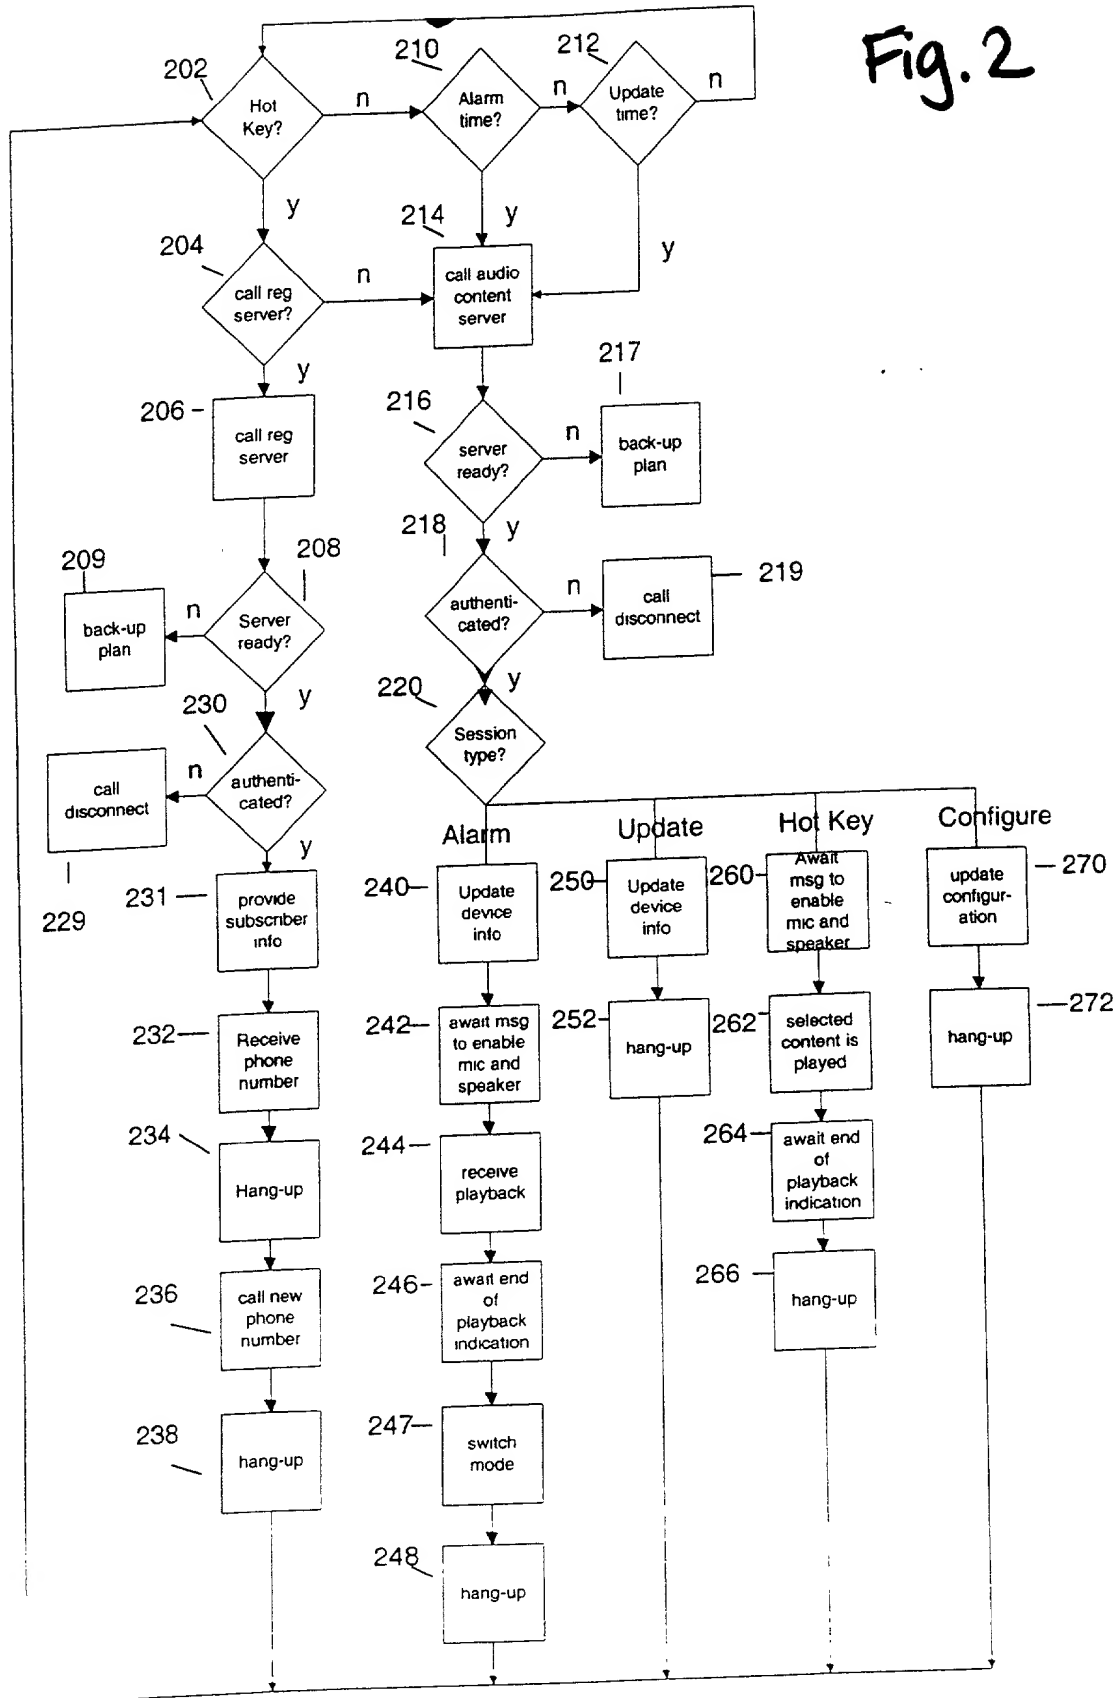 Fig. 2
202
Hot
Key?
n
210
Alarm
time?
n
212
Update
time?
n
y
y
y
204
call reg
server?
n
214
call audio
content
server
y
206
call reg
server
216
server
ready?
n
217
back-up
plan
y
208
Server
ready?
n
209
back-up
plan
y
218
authenti-
cated?
n
219
call
disconnect
y
230
authenti-
cated?
n
call
disconnect
229
y
220
Session
type?
231
provide
subscriber
info
232
Receive
phone
number
234
Hang-up
236
call new
phone
number
238
hang-up
Alarm
240
Update
device
info
242
await msg
to enable
mic and
speaker
244
receive
playback
246
await end
of
playback
indication
247
switch
mode
248
hang-up
Update
250
Update
device
info
252
hang-up
Hot Key
260
Await
msg to
enable
mic and
speaker
262
selected
content is
played
264
await end
of
playback
indication
266
hang-up
Configure
270
update
configur-
ation
272
hang-up